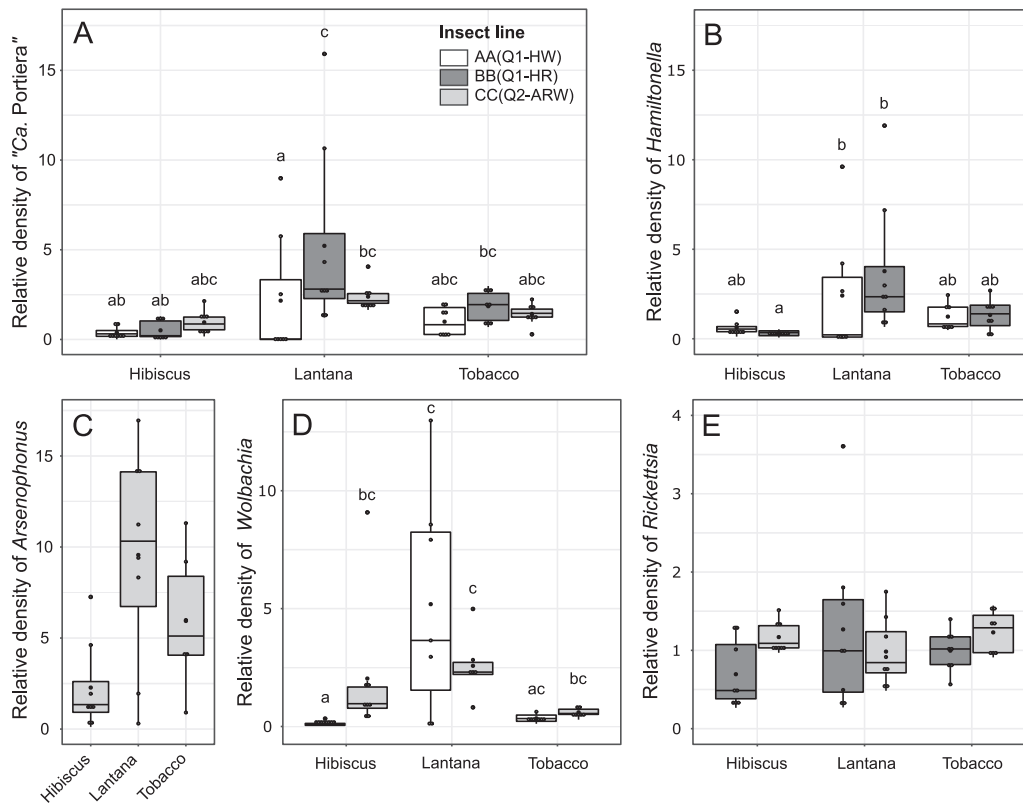 A
Insect line
AA(Q1-HW)
BB(Q1-HR)
CC(Q2-ARW)
Relative density of "Ca. Portiera"
15
10
5
0
ab
ab
abc
a
c
bc
abc
bc
abc
Hibiscus
Lantana
Tobacco
B
Relative density of Hamiltonella
15
10
5
0
ab
a
b
b
ab
ab
Hibiscus
Lantana
Tobacco
C
Relative density of Arsenophonus
15
10
5
0
Hibiscus
Lantana
Tobacco
D
Relative density of Wolbachia
10
5
0
a
bc
c
c
ac
bc
Hibiscus
Lantana
Tobacco
E
Relative density of Rickettsia
4
3
2
1
0
Hibiscus
Lantana
Tobacco